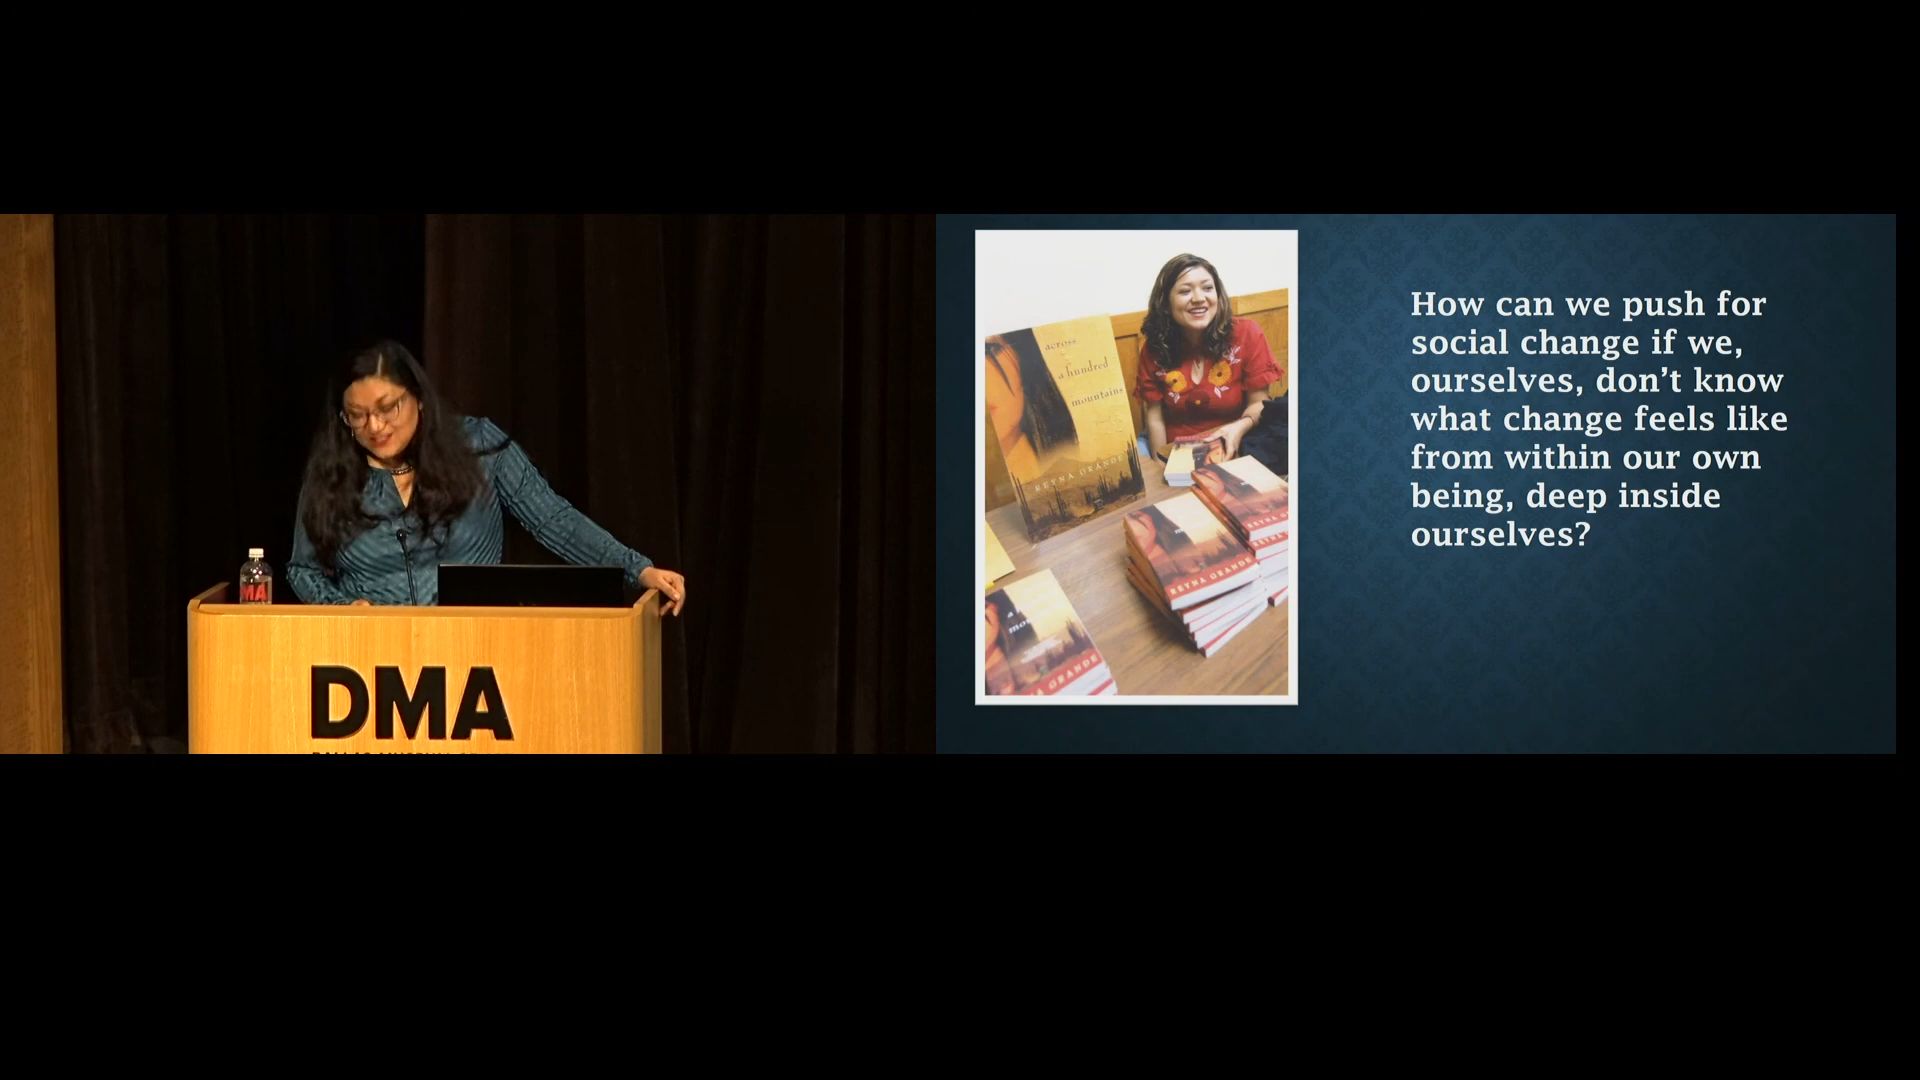 MA
DMA
across
a hundred
mountains
REYNA GRANDE
REYNA GRANDE
How can we push for
social change if we,
ourselves, don’t know
what change feels like
from within our own
being, deep inside
ourselves?